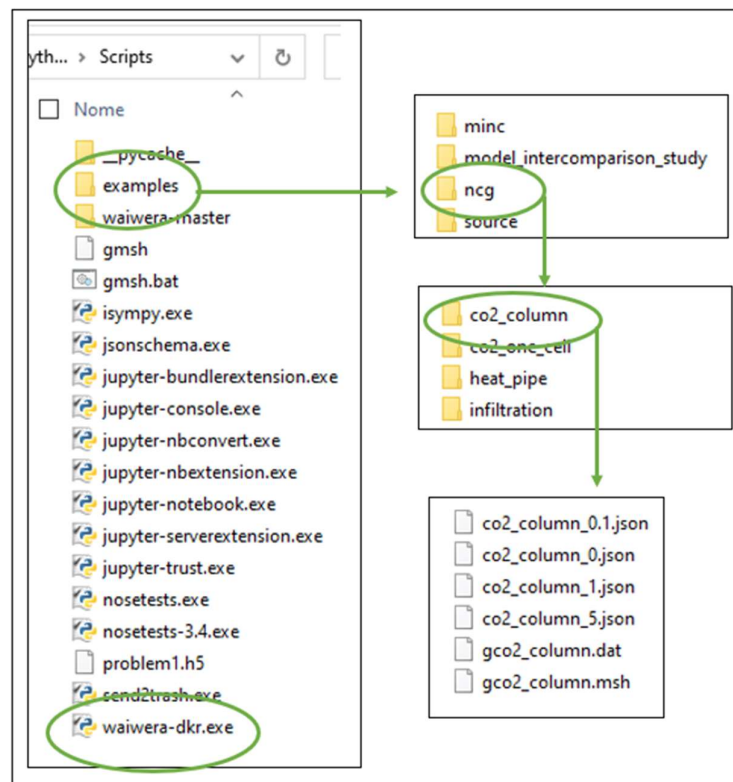 yth... > Scripts
Nome
__pycache__
examples
waiwera-master
gmsh
gmsh.bat
isympy.exe
jsonschema.exe
jupyter-bundlerextension.exe
jupyter-console.exe
jupyter-nbconvert.exe
jupyter-nbextension.exe
jupyter-notebook.exe
jupyter-serverextension.exe
jupyter-trust.exe
nosetests.exe
nosetests-3.4.exe
problem1.h5
send2trash.exe
waiwera-dkr.exe
minc
model_intercomparison_study
ncg
source
co2_column
co2_one_cell
heat_pipe
infiltration
co2_column_0.1.json
co2_column_0.json
co2_column_1.json
co2_column_5.json
gco2_column.dat
gco2_column.msh